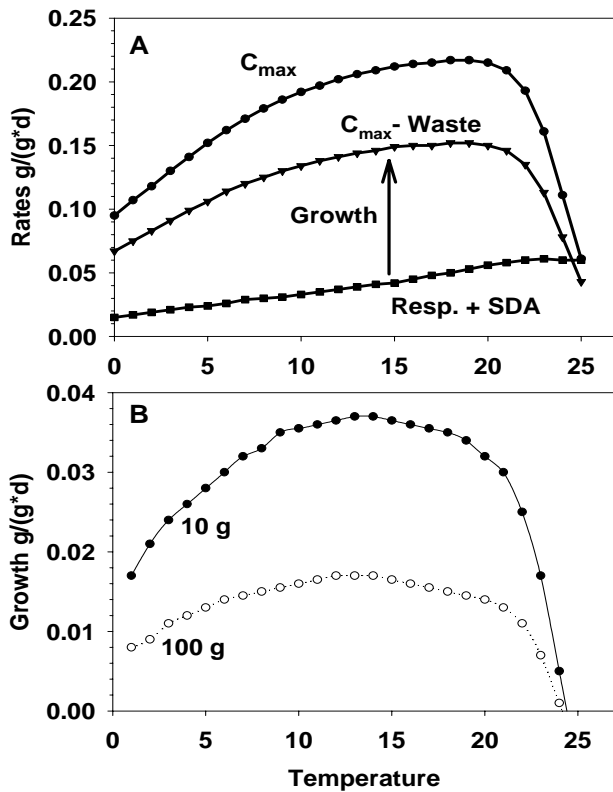 A
C_max
C_max- Waste
Growth
Resp. + SDA
Rates g/(g*d)
0.25
0.20
0.15
0.10
0.05
0.00
0 5 10 15 20 25
B
10 g
100 g
Growth g/(g*d)
0.04
0.03
0.02
0.01
0.00
0 5 10 15 20 25
Temperature